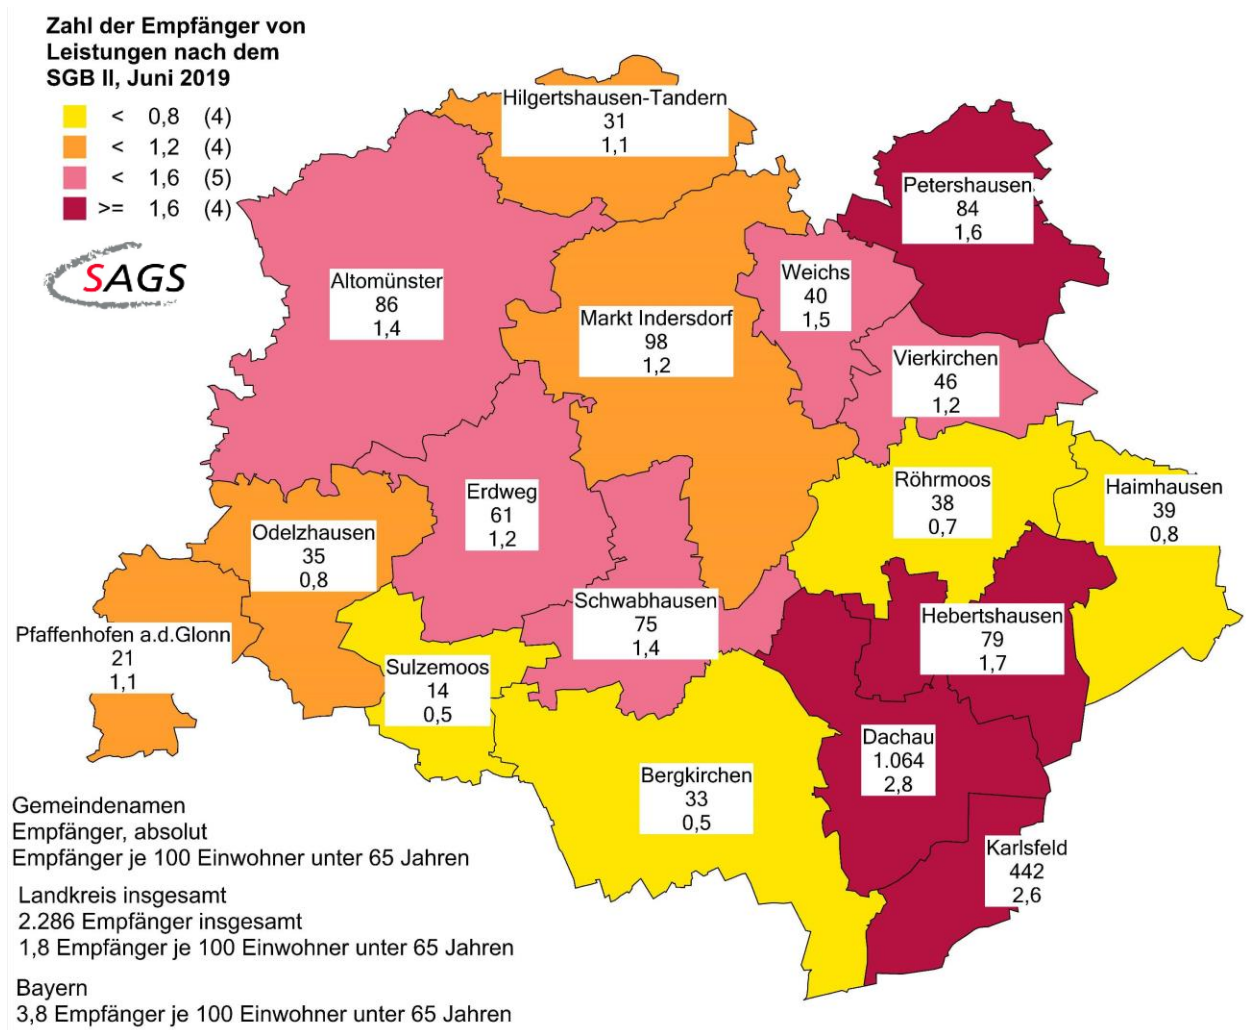 Zahl der Empfänger von
Leistungen nach dem
SGB II, Juni 2019
< 0,8 (4)
< 1,2 (4)
< 1,6 (5)
>= 1,6 (4)
SAGS
Hilgertshausen-Tandern
31
1,1
Petershausen
84
1,6
Altomünster
86
1,4
Weichs
40
1,5
Markt Indersdorf
98
1,2
Vierkirchen
46
1,2
Erdweg
61
1,2
Röhrmoos
38
0,7
Haimhausen
39
0,8
Odelzhausen
35
0,8
Schwabhausen
75
1,4
Hebertshausen
79
1,7
Pfaffenhofen a.d.Glonn
21
1,1
Sulzemoos
14
0,5
Dachau
1.064
2,8
Bergkirchen
33
0,5
Karlsfeld
442
2,6
Gemeindenamen
Empfänger, absolut
Empfänger je 100 Einwohner unter 65 Jahren
Landkreis insgesamt
2.286 Empfänger insgesamt
1,8 Empfänger je 100 Einwohner unter 65 Jahren
Bayern
3,8 Empfänger je 100 Einwohner unter 65 Jahren